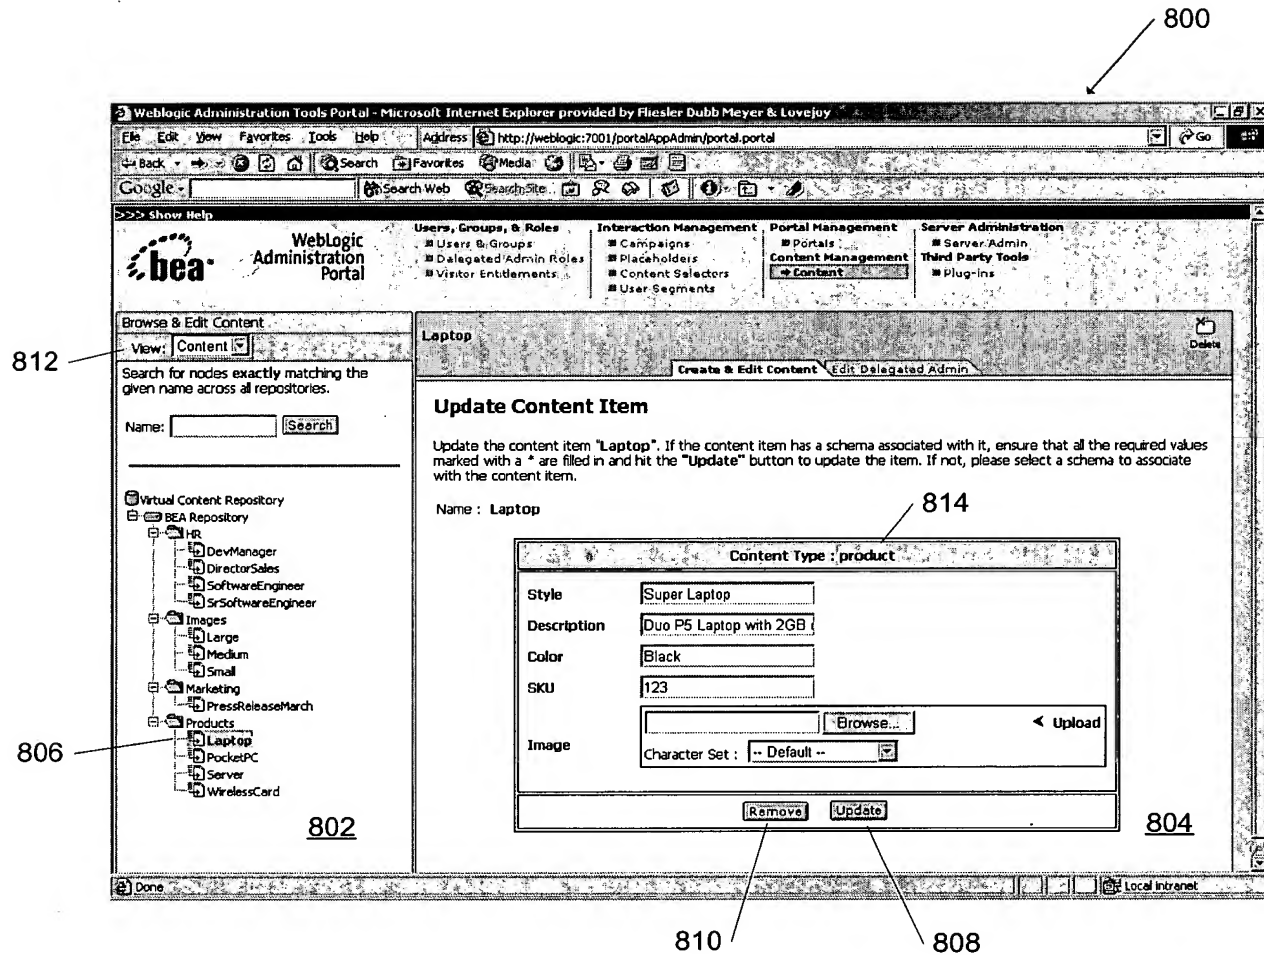 800
Weblogic Administration Tools Portal - Microsoft Internet Explorer provided by Fliesler Dubb Meyer & Lovejoy
File Edit View Favorites Tools Help Address http://weblogic:7001/portalAppAdmin/portal.portal Go
Back Search Favorites Media
Google Search Web Search Site
>>> Show Help
bea WebLogic Administration Portal
Users, Groups, & Roles
Users & Groups
Delegated Admin Roles
Visitor Entitlements
Interaction Management
Campaigns
Placeholders
Content Selectors
User Segments
Portal Management
Portals
Content Management
Content
Server Administration
Server Admin
Third Party Tools
Plug-ins
Browse & Edit Content
812
View: Content
Search for nodes exactly matching the
given name across all repositories.
Name: Search
Virtual Content Repository
BEA Repository
HR
DevManager
DirectorSales
SoftwareEngineer
SrSoftwareEngineer
Images
Large
Medium
Small
Marketing
PressReleaseMarch
Products
806
Laptop
PocketPC
Server
WirelessCard
802
Laptop
Delete
Create & Edit Content Edit Delegated Admin
Update Content Item
Update the content item "Laptop". If the content item has a schema associated with it, ensure that all the required values
marked with a * are filled in and hit the "Update" button to update the item. If not, please select a schema to associate
with the content item.
Name : Laptop
814
Content Type : product
Style Super Laptop
Description Duo P5 Laptop with 2GB
Color Black
SKU 123
Image Browse... Upload
Character Set : -- Default --
Remove Update
804
Done Local intranet
810
808